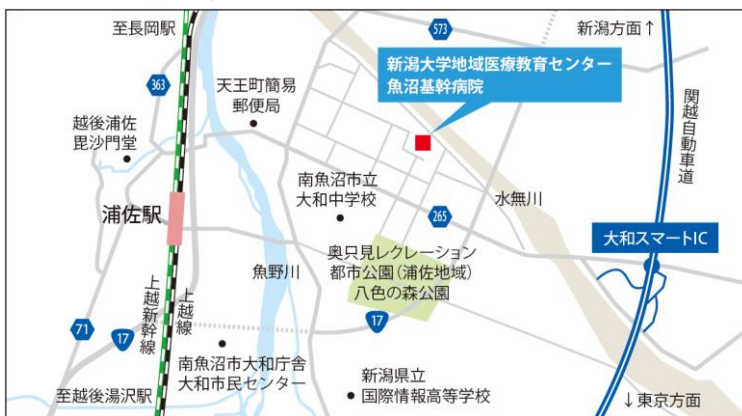 至長岡駅
573
新潟方面↑
新潟大学地域医療教育センター
魚沼基幹病院
363
天王町簡易
郵便局
関越自動車道
越後浦佐
毘沙門堂
南魚沼市立
大和中学校
265
水無川
浦佐駅
大和スマートIC
奥只見レクレーション
都市公園(浦佐地域)
八色の森公園
魚野川
上越新幹線
上越線
71
17
17
南魚沼市大和庁舎
大和市民センター
新潟県立
国際情報高等学校
至越後湯沢駅
↓東京方面